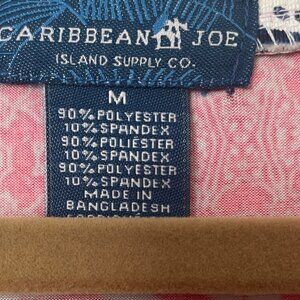 CARIBBEAN JOE
ISLAND SUPPLY CO.
M
90% POLYESTER
10% SPANDEX
90% POLIÉSTER
10% SPANDEX
90% POLYESTER
10% SPANDEX
MADE IN
BANGLADESH